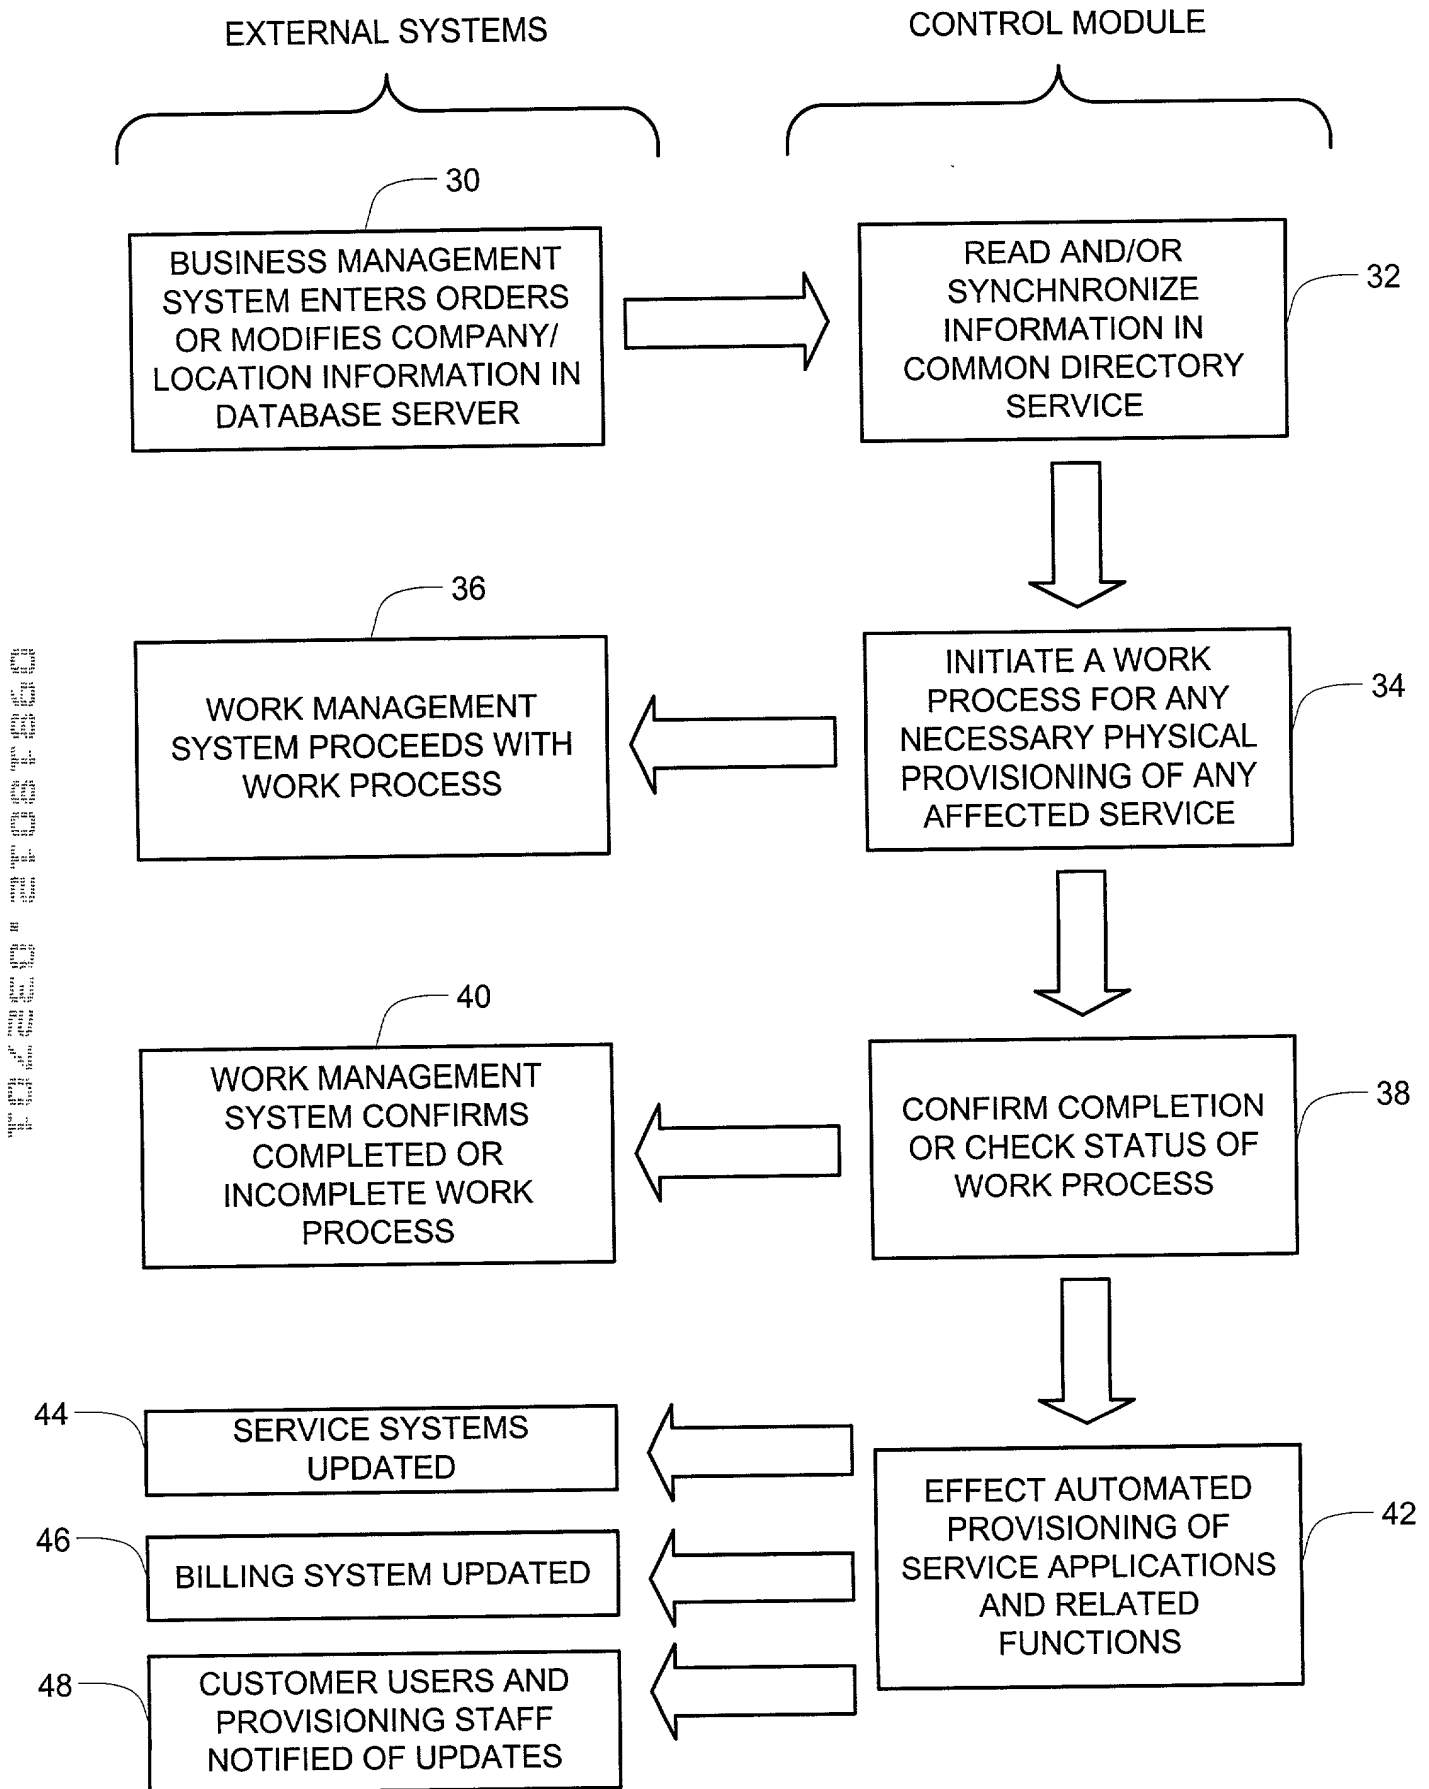 EXTERNAL SYSTEMS
CONTROL MODULE
30
BUSINESS MANAGEMENT
SYSTEM ENTERS ORDERS
OR MODIFIES COMPANY/
LOCATION INFORMATION IN
DATABASE SERVER
READ AND/OR
SYNCHNRONIZE
INFORMATION IN
COMMON DIRECTORY
SERVICE
32
36
WORK MANAGEMENT
SYSTEM PROCEEDS WITH
WORK PROCESS
INITIATE A WORK
PROCESS FOR ANY
NECESSARY PHYSICAL
PROVISIONING OF ANY
AFFECTED SERVICE
34
40
WORK MANAGEMENT
SYSTEM CONFIRMS
COMPLETED OR
INCOMPLETE WORK
PROCESS
CONFIRM COMPLETION
OR CHECK STATUS OF
WORK PROCESS
38
44
SERVICE SYSTEMS
UPDATED
46
BILLING SYSTEM UPDATED
48
CUSTOMER USERS AND
PROVISIONING STAFF
NOTIFIED OF UPDATES
EFFECT AUTOMATED
PROVISIONING OF
SERVICE APPLICATIONS
AND RELATED
FUNCTIONS
42